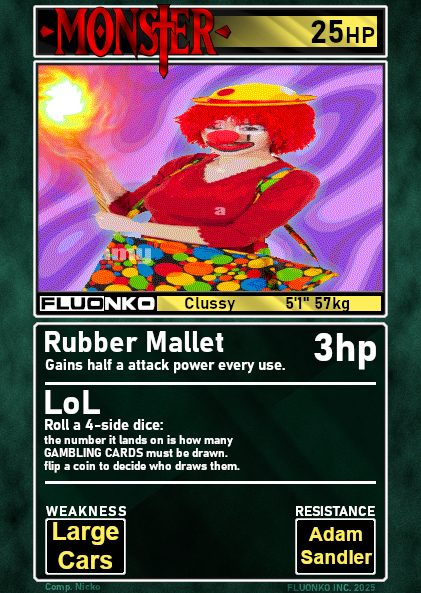 MONSTER
25HP
a
amy
FLUONKO
Clussy
5'1" 57kg
Rubber Mallet
3hp
Gains half a attack power every use.
LoL
Roll a 4-side dice:
the number it lands on is how many
GAMBLING CARDS must be drawn.
flip a coin to decide who draws them.
WEAKNESS
RESISTANCE
Large
Cars
Adam
Sandler
Comp. Nicko
FLUONKO INC. 2025